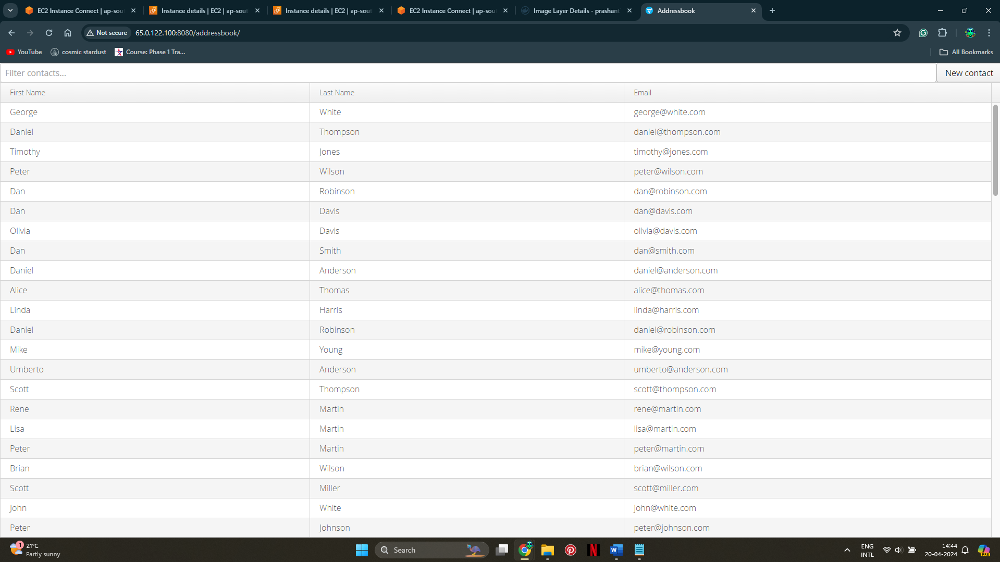 EC2 Instance Connect | ap-sou
Instance details | EC2 | ap-sout
Instance details | EC2 | ap-sout
EC2 Instance Connect | ap-sou
Image Layer Details - prashant
Addressbook
Not secure
65.0.122.100:8080/addressbook/
YouTube
cosmic stardust
Course: Phase 1 Tra...
All Bookmarks
Filter contacts...
New contact
First Name Last Name Email
George White george@white.com
Daniel Thompson daniel@thompson.com
Timothy Jones timothy@jones.com
Peter Wilson peter@wilson.com
Dan Robinson dan@robinson.com
Dan Davis dan@davis.com
Olivia Davis olivia@davis.com
Dan Smith dan@smith.com
Daniel Anderson daniel@anderson.com
Alice Thomas alice@thomas.com
Linda Harris linda@harris.com
Daniel Robinson daniel@robinson.com
Mike Young mike@young.com
Umberto Anderson umberto@anderson.com
Scott Thompson scott@thompson.com
Rene Martin rene@martin.com
Lisa Martin lisa@martin.com
Peter Martin peter@martin.com
Brian Wilson brian@wilson.com
Scott Miller scott@miller.com
John White john@white.com
Peter Johnson peter@johnson.com
1
21°C
Partly sunny
Search
N
W
ENG
INTL
14:44
20-04-2024
PRE